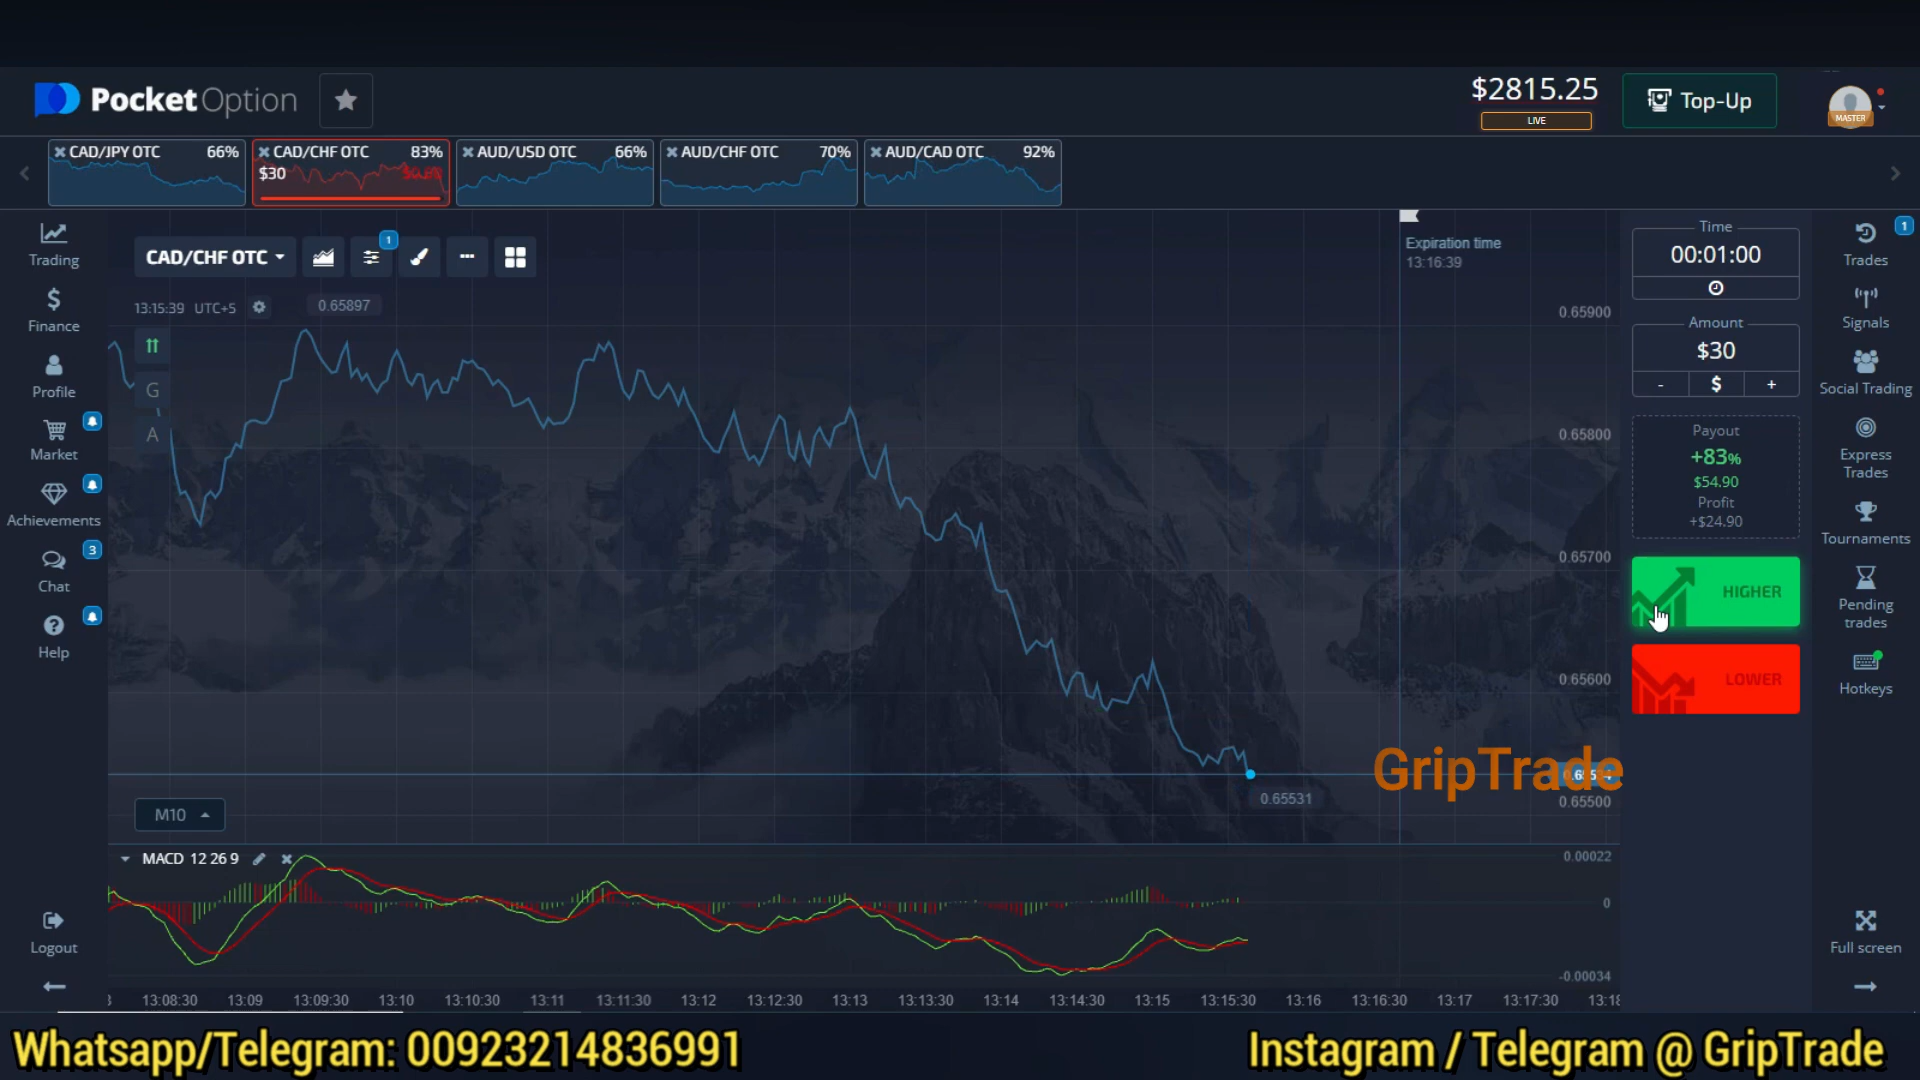 Pocket Option
$2815.25
LIVE
Top-Up
MASTER
CAD/JPY OTC 66%
CAD/CHF OTC 83%
$30
AUD/USD OTC 66%
AUD/CHF OTC 70%
AUD/CAD OTC 92%
Trading
Finance
Profile
Market
Achievements
Chat
3
Help
Logout
CAD/CHF OTC
1
13:15:39 UTC+5
0.65897
G
A
Expiration time
13:16:39
0.65900
0.65800
0.65700
0.65600
0.65500
0.65531
GripTrade
M10
MACD 12 26 9
0.00022
0
-0.00034
13:08:30 13:09 13:09:30 13:10 13:10:30 13:11 13:11:30 13:12 13:12:30 13:13 13:13:30 13:14 13:14:30 13:15 13:15:30 13:16 13:16:30 13:17 13:17:30
Time
00:01:00
Amount
$30
- $ +
Payout
+83%
$54.90
Profit
+$24.90
HIGHER
LOWER
1
Trades
Signals
Social Trading
Express
Trades
Tournaments
Pending
trades
Hotkeys
Full screen
Whatsapp/Telegram: 00923214836991
Instagram / Telegram @ GripTrade